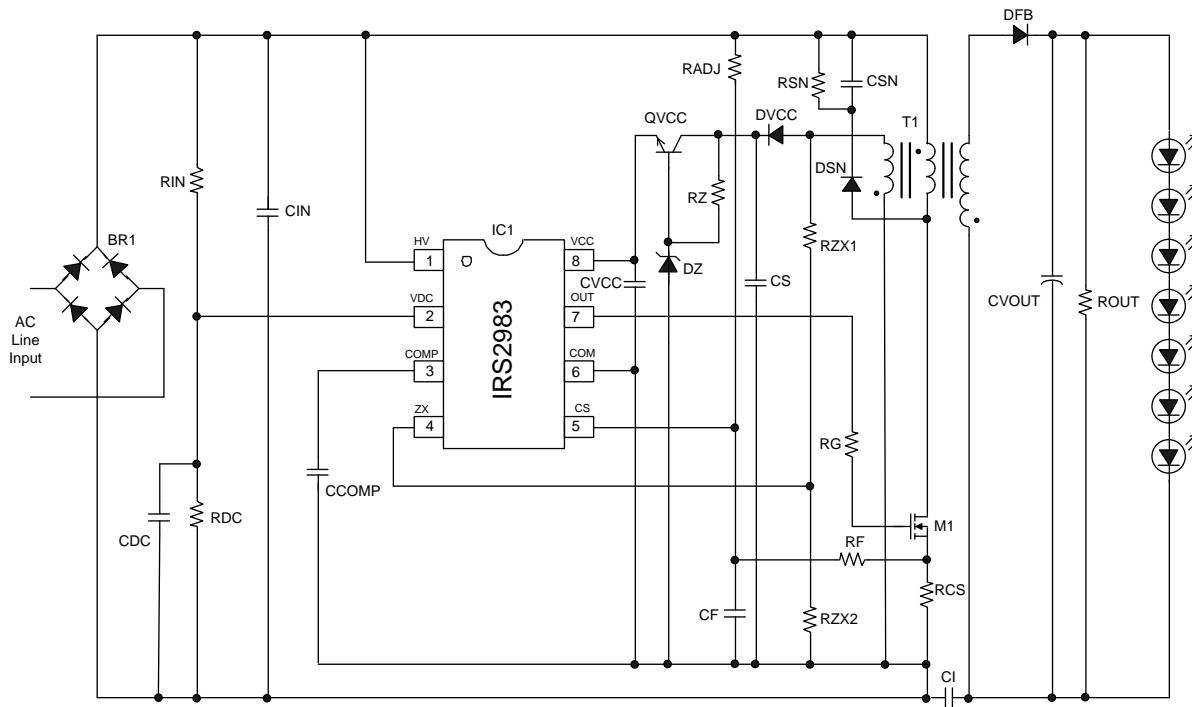 DFB
RADJ
RSN
CSN
QVCC
DVCC
T1
RIN
DSN
CIN
RZ
IC1
BR1
HV
VCC
1
8
RZX1
CVCC
DZ
CS
VDC
OUT
CVOUT
ROUT
2
7
AC
Line
Input
IRS2983
COMP
COM
3
6
ZX
CS
4
5
RG
CCOMP
RDC
CDC
M1
RF
RCS
CF
RZX2
CI